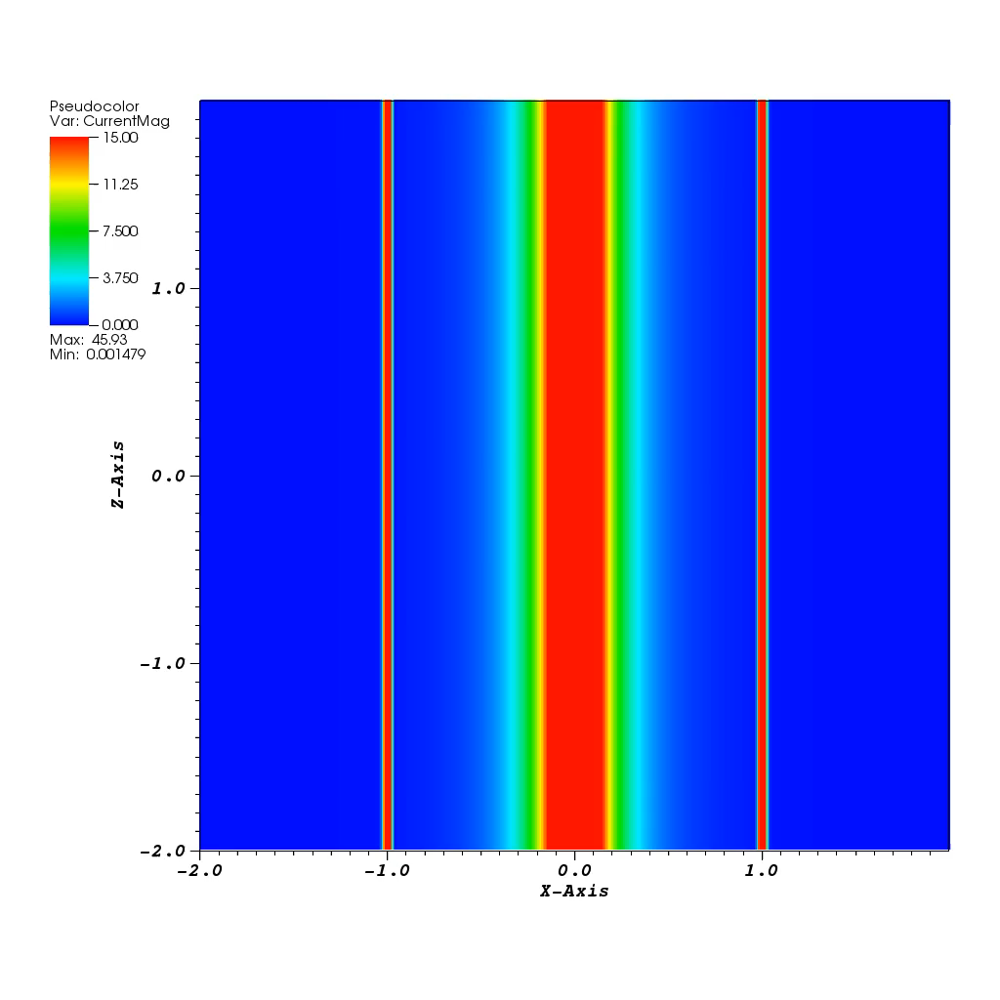 Pseudocolor
Var: CurrentMag
15.00
11.25
7.500
3.750
0.000
Max: 45.93
Min: 0.001479
1.0
0.0
-1.0
-2.0
Z-Axis
-2.0 -1.0 0.0 1.0
X-Axis